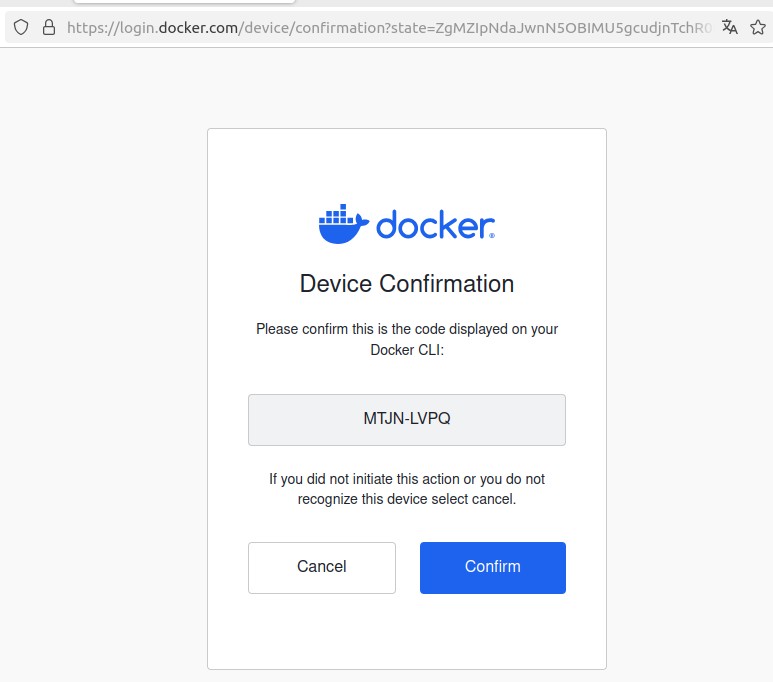 https://login.docker.com/device/confirmation?state=ZgMZIpNdaJwnN5OBIMU5gcudjnTchR0
docker®
Device Confirmation
Please confirm this is the code displayed on your
Docker CLI:
MTJN-LVPQ
If you did not initiate this action or you do not
recognize this device select cancel.
Cancel
Confirm